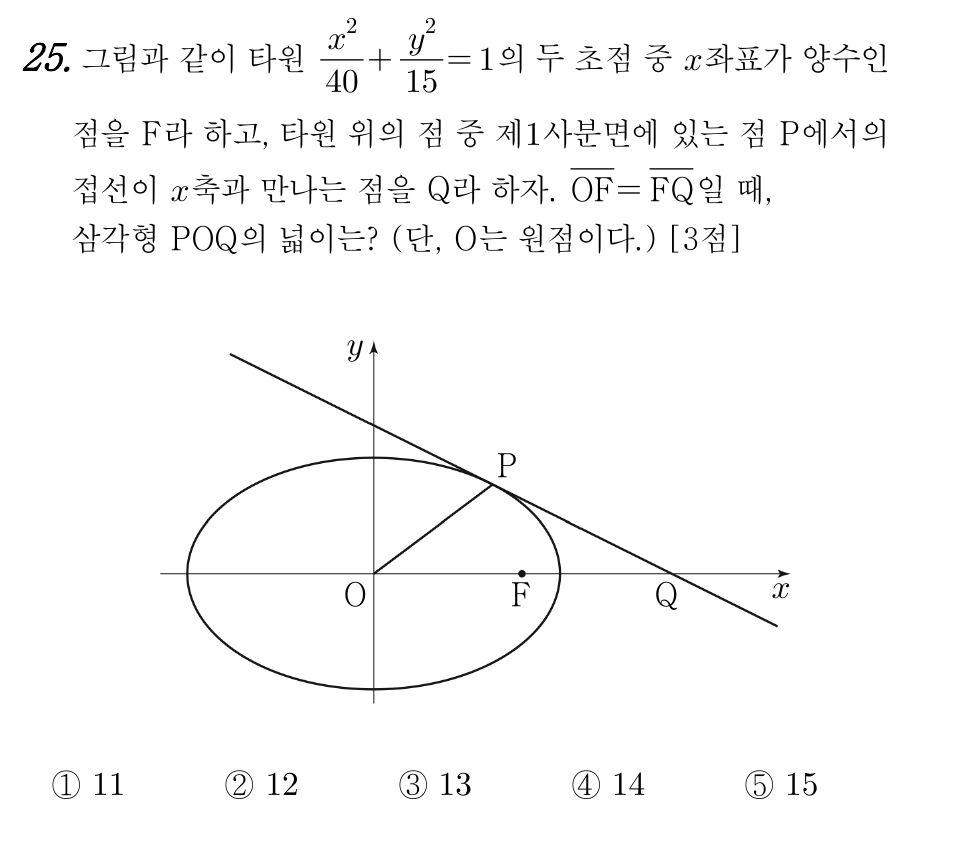 25. 그림과 같이 타원 x²/40 + y²/15 = 1의 두 초점 중 x좌표가 양수인
점을 F라 하고, 타원 위의 점 중 제1사분면에 있는 점 P에서의
접선이 x축과 만나는 점을 Q라 하자. O͞F͞ = F͞Q͞일 때,
삼각형 POQ의 넓이는? (단, O는 원점이다.) [3점]
y
P
O
F
Q
x
① 11 ② 12 ③ 13 ④ 14 ⑤ 15